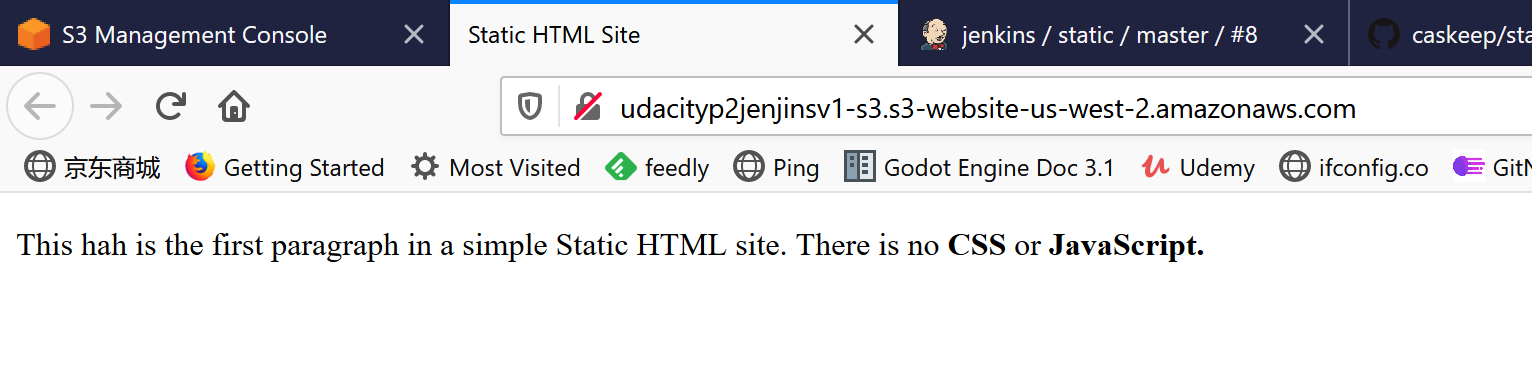 S3 Management Console Static HTML Site jenkins / static / master / #8 caskeep/sta
udacityp2jenjinsv1-s3.s3-website-us-west-2.amazonaws.com
京东商城 Getting Started Most Visited feedly Ping Godot Engine Doc 3.1 Udemy ifconfig.co GitN
This hah is the first paragraph in a simple Static HTML site. There is no CSS or JavaScript.